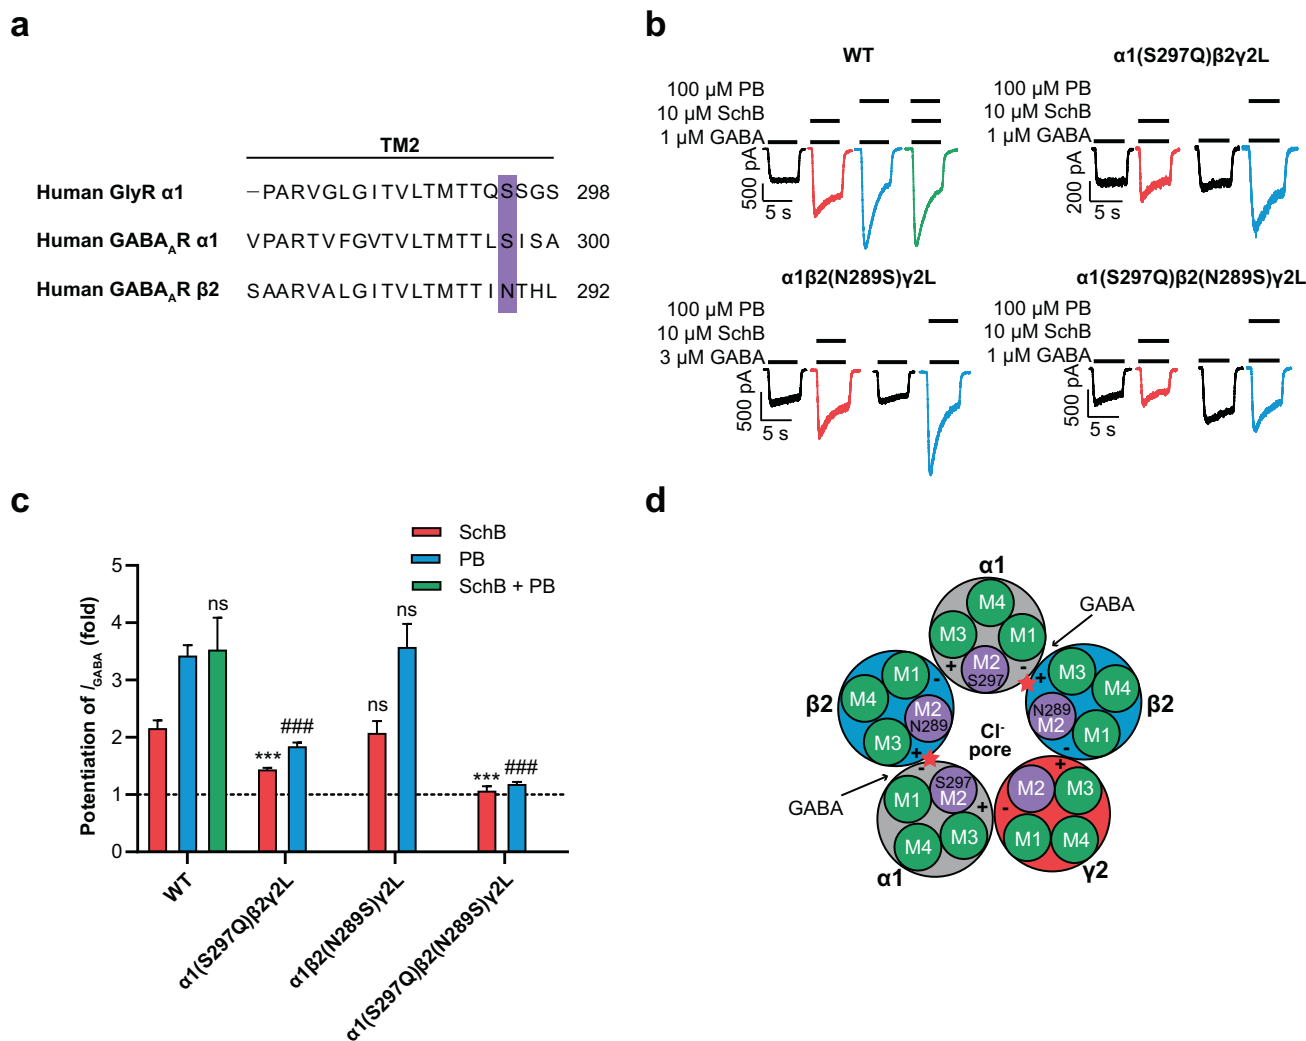 a
TM2
Human GlyR α1 –PARVGLGITVLTMTTQSSGS 298
Human GABA_AR α1 VPARTVFGVTVLTMTTLSISA 300
Human GABA_AR β2 SAARVALGITVLTMTTINTHL 292
b
WT
100 µM PB
10 µM SchB
1 µM GABA
500 pA
5 s
α1(S297Q)β2γ2L
100 µM PB
10 µM SchB
1 µM GABA
200 pA
5 s
α1β2(N289S)γ2L
100 µM PB
10 µM SchB
3 µM GABA
500 pA
5 s
α1(S297Q)β2(N289S)γ2L
100 µM PB
10 µM SchB
1 µM GABA
500 pA
5 s
c
SchB
PB
SchB + PB
Potentiation of I_GABA (fold)
5
4
3
2
1
0
ns
***
###
ns
ns
***
###
WT
α1(S297Q)β2γ2L
α1β2(N289S)γ2L
α1(S297Q)β2(N289S)γ2L
d
α1
M4
M3
M1
M2
S297
+
-
GABA
β2
M1
M4
M2
N289
M3
-
+
β2
M3
M4
N289
M2
M1
+
-
Cl-
pore
GABA
α1
S297
M2
M1
M4
M3
-
+
γ2
M2
M3
M1
M4
+
-